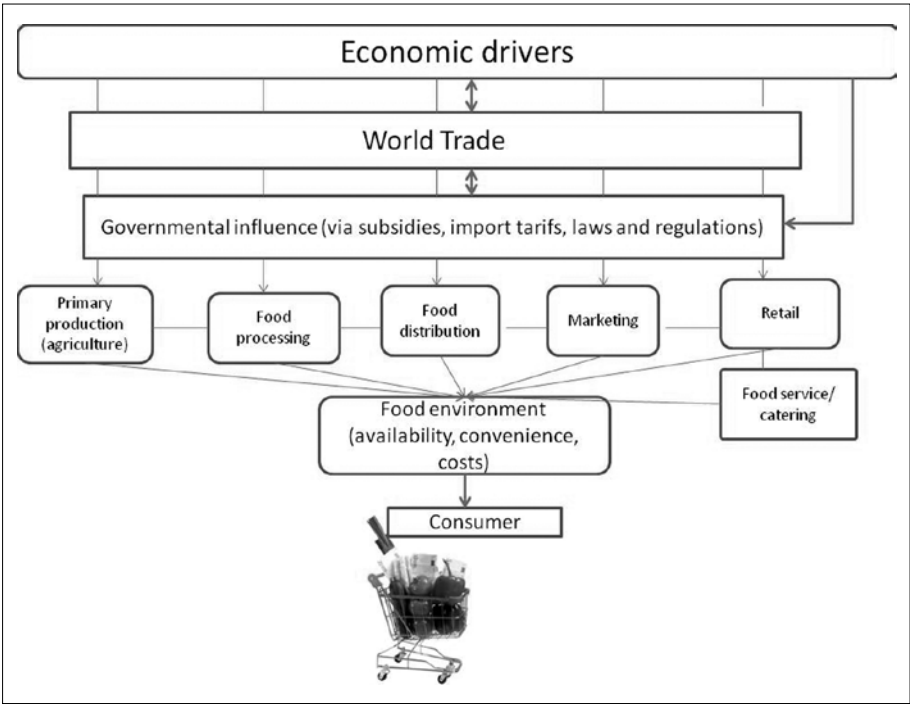 Economic drivers
World Trade
Governmental influence (via subsidies, import tarifs, laws and regulations)
Primary
production
(agriculture)
Food
processing
Food
distribution
Marketing
Retail
Food service/
catering
Food environment
(availability, convenience,
costs)
Consumer